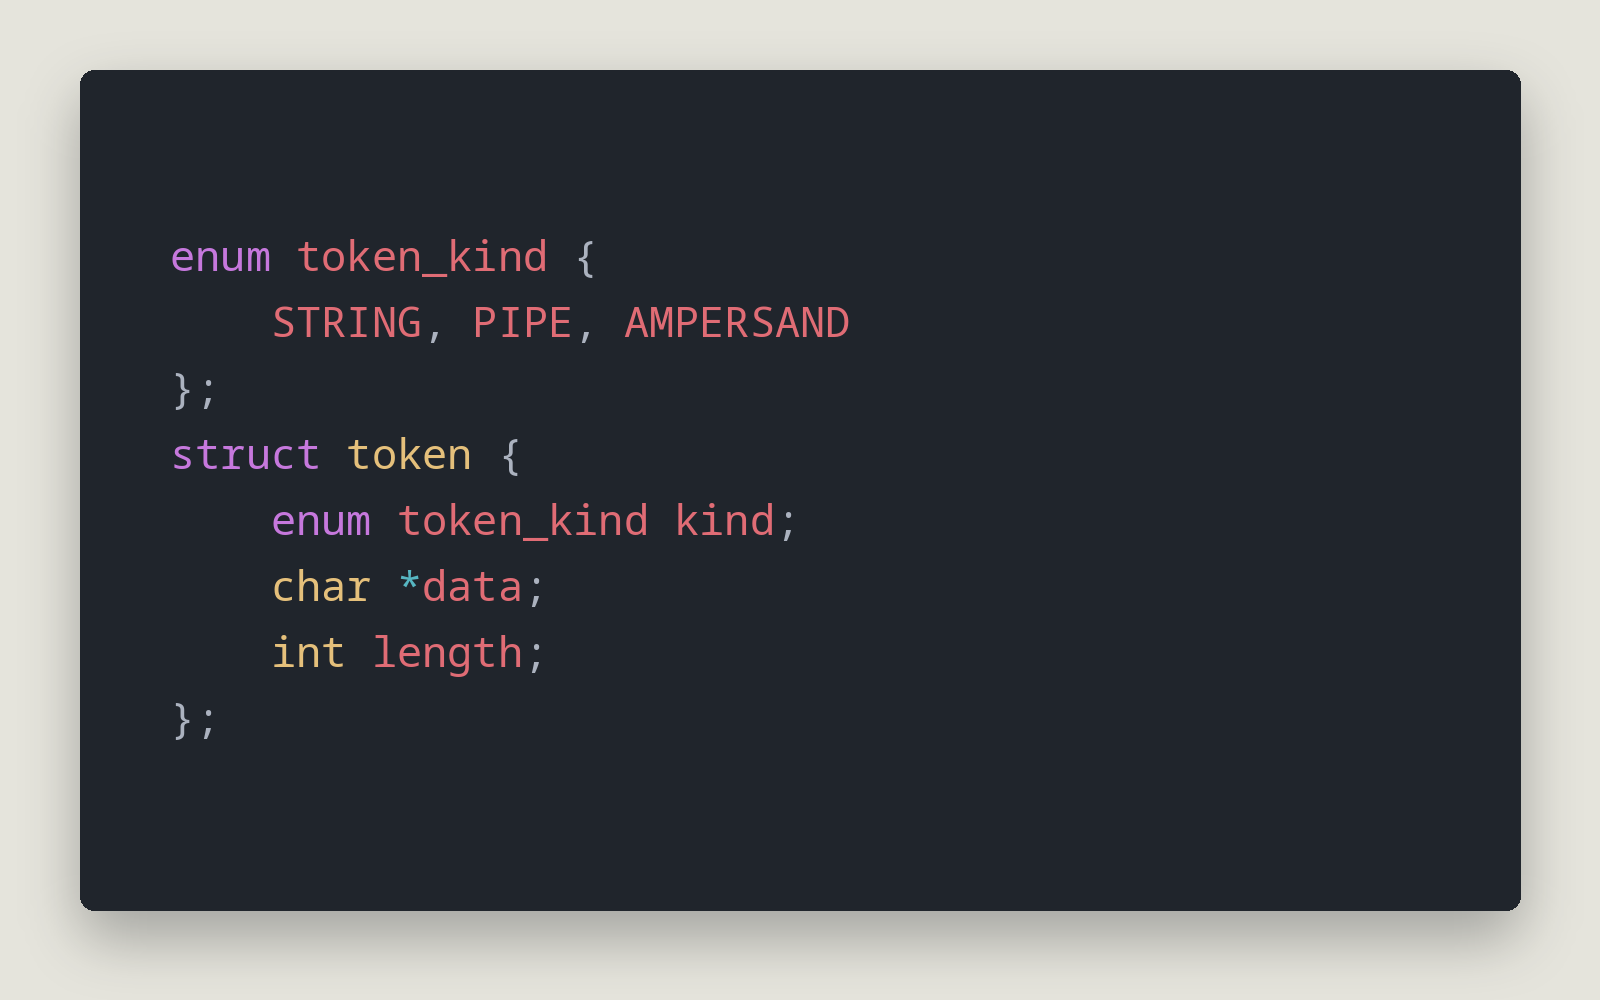 enum token_kind {
    STRING, PIPE, AMPERSAND
};
struct token {
    enum token_kind kind;
    char *data;
    int length;
};